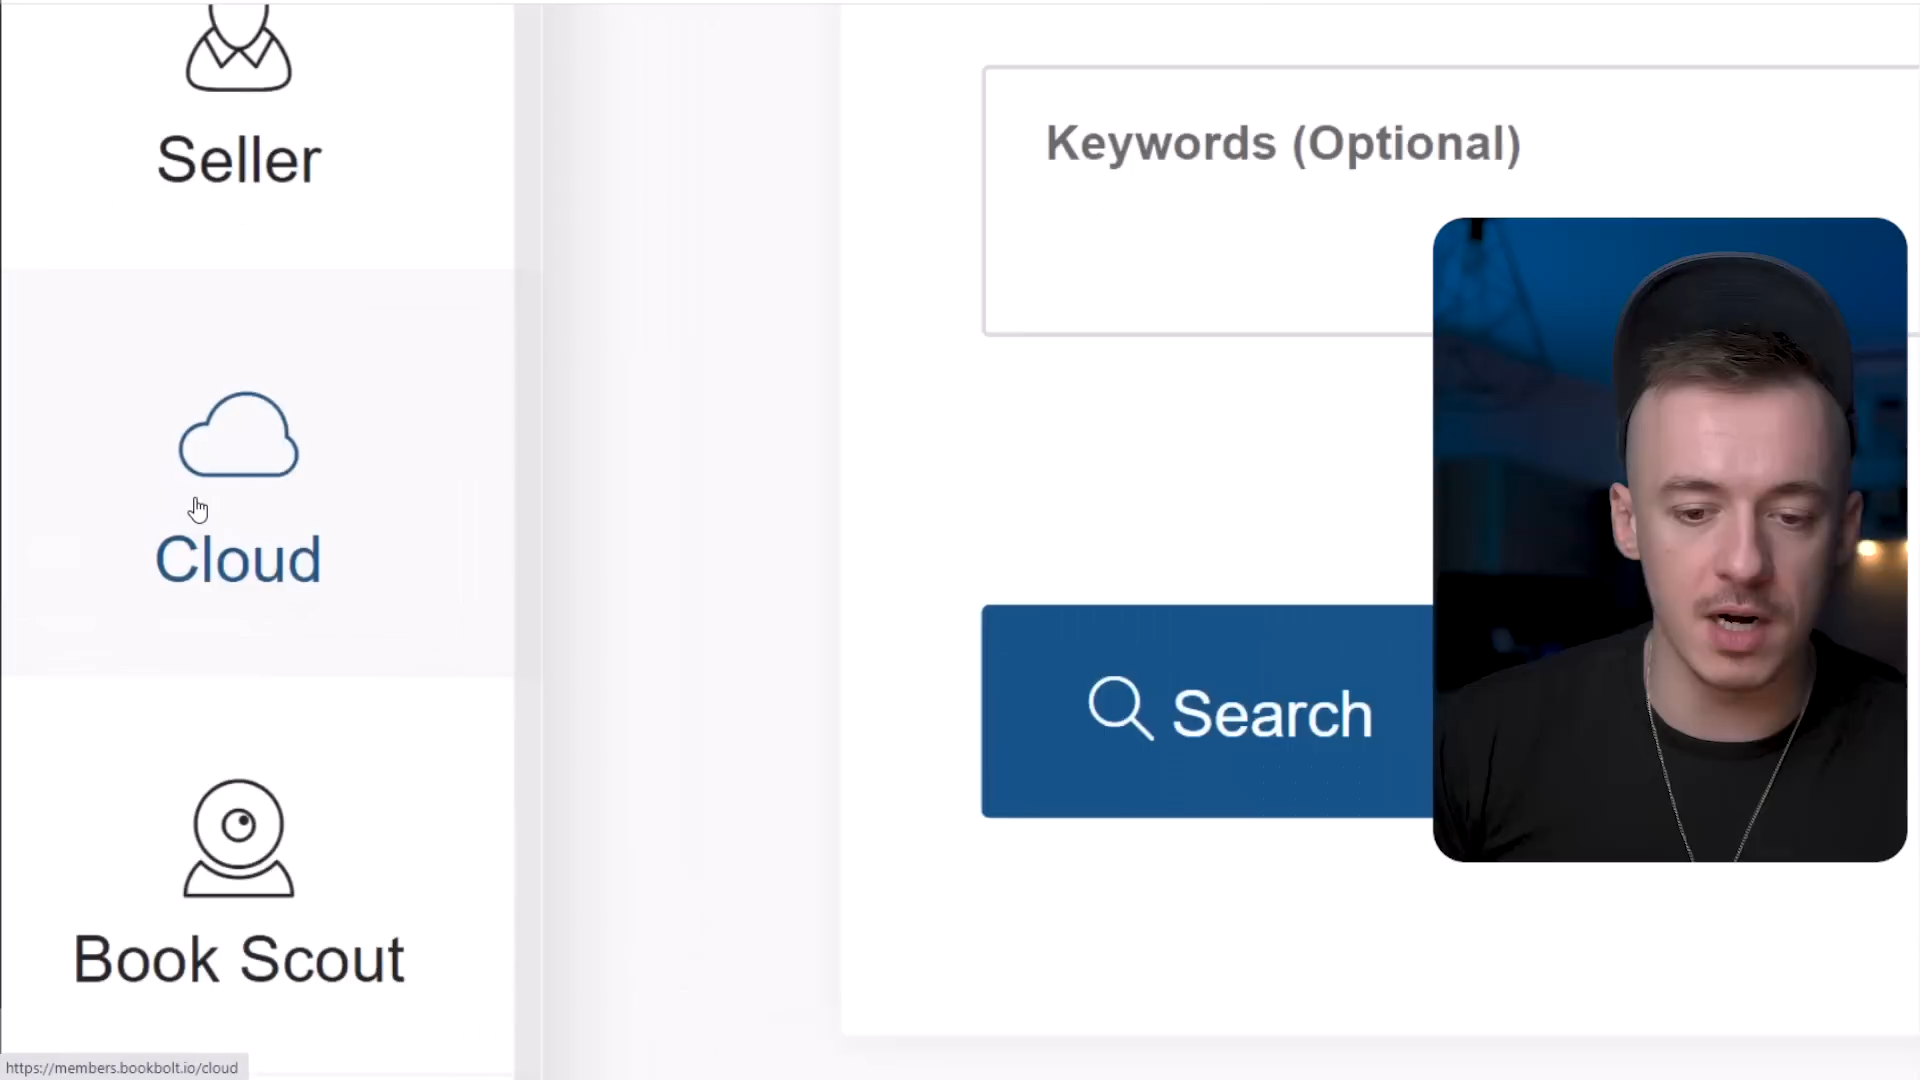 Seller
Cloud
Book Scout
Keywords (Optional)
Search
https://members.bookbolt.io/cloud